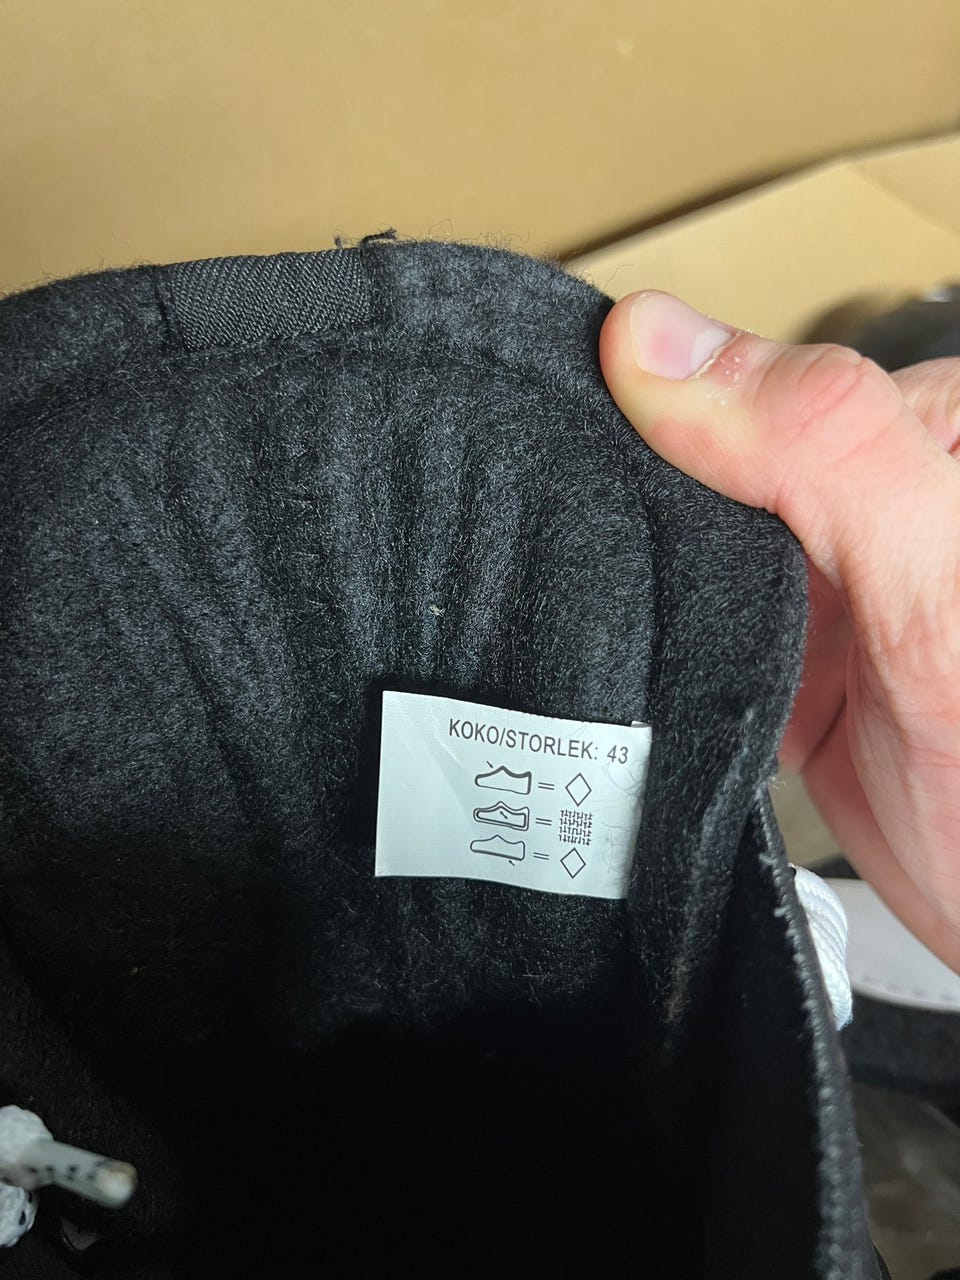 KOKO/STORLEK: 43
=
=
=